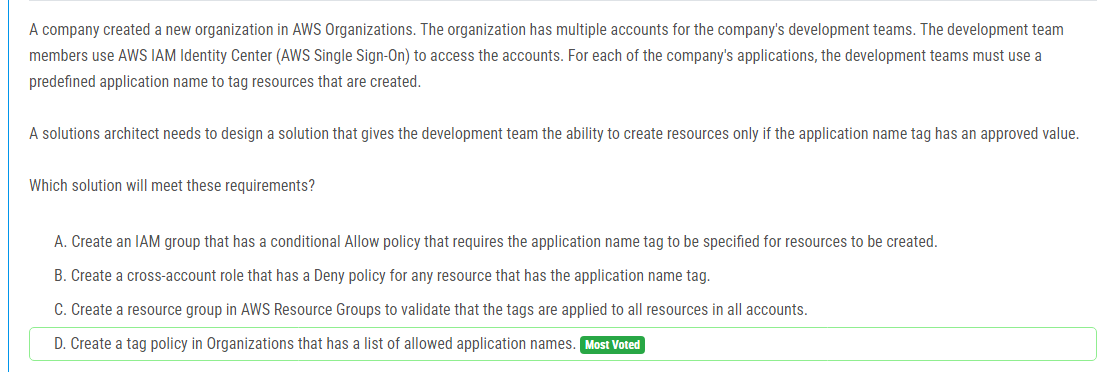 A company created a new organization in AWS Organizations. The organization has multiple accounts for the company's development teams. The development team
members use AWS IAM Identity Center (AWS Single Sign-On) to access the accounts. For each of the company's applications, the development teams must use a
predefined application name to tag resources that are created.
A solutions architect needs to design a solution that gives the development team the ability to create resources only if the application name tag has an approved value.
Which solution will meet these requirements?
A. Create an IAM group that has a conditional Allow policy that requires the application name tag to be specified for resources to be created.
B. Create a cross-account role that has a Deny policy for any resource that has the application name tag.
C. Create a resource group in AWS Resource Groups to validate that the tags are applied to all resources in all accounts.
D. Create a tag policy in Organizations that has a list of allowed application names. Most Voted